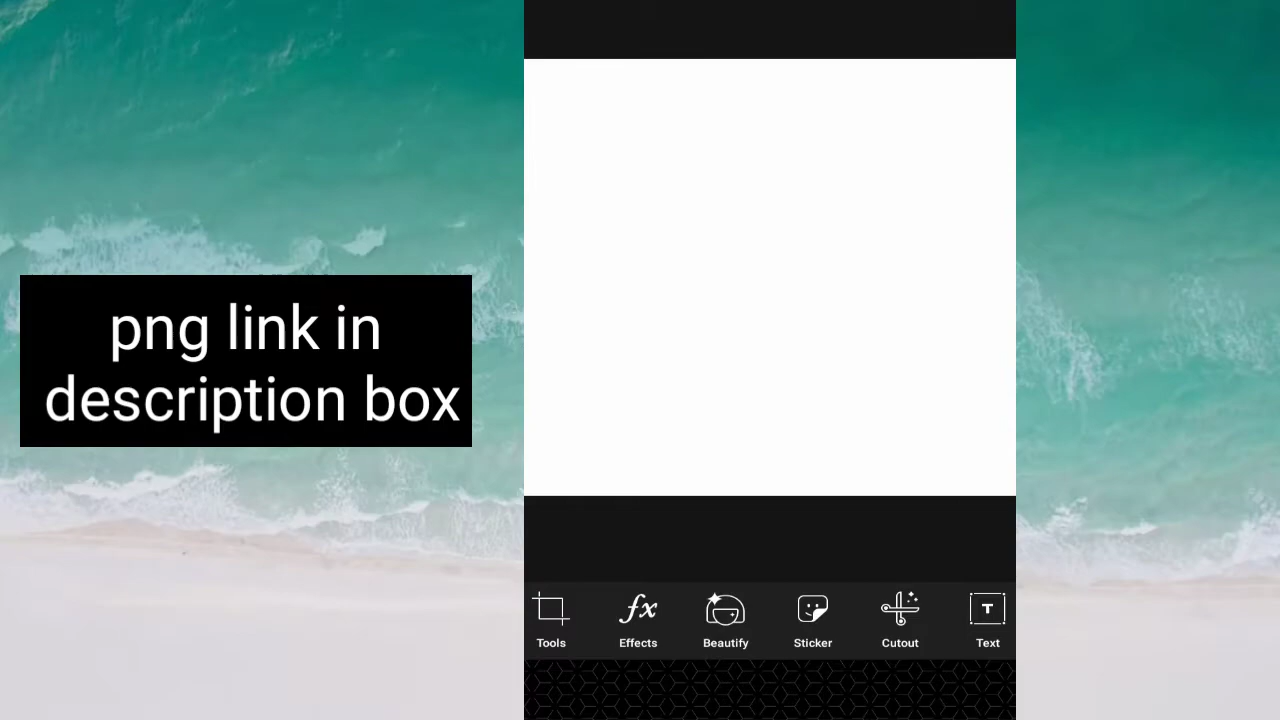 png link in
description box
Tools
Effects
Beautify
Sticker
Cutout
Text